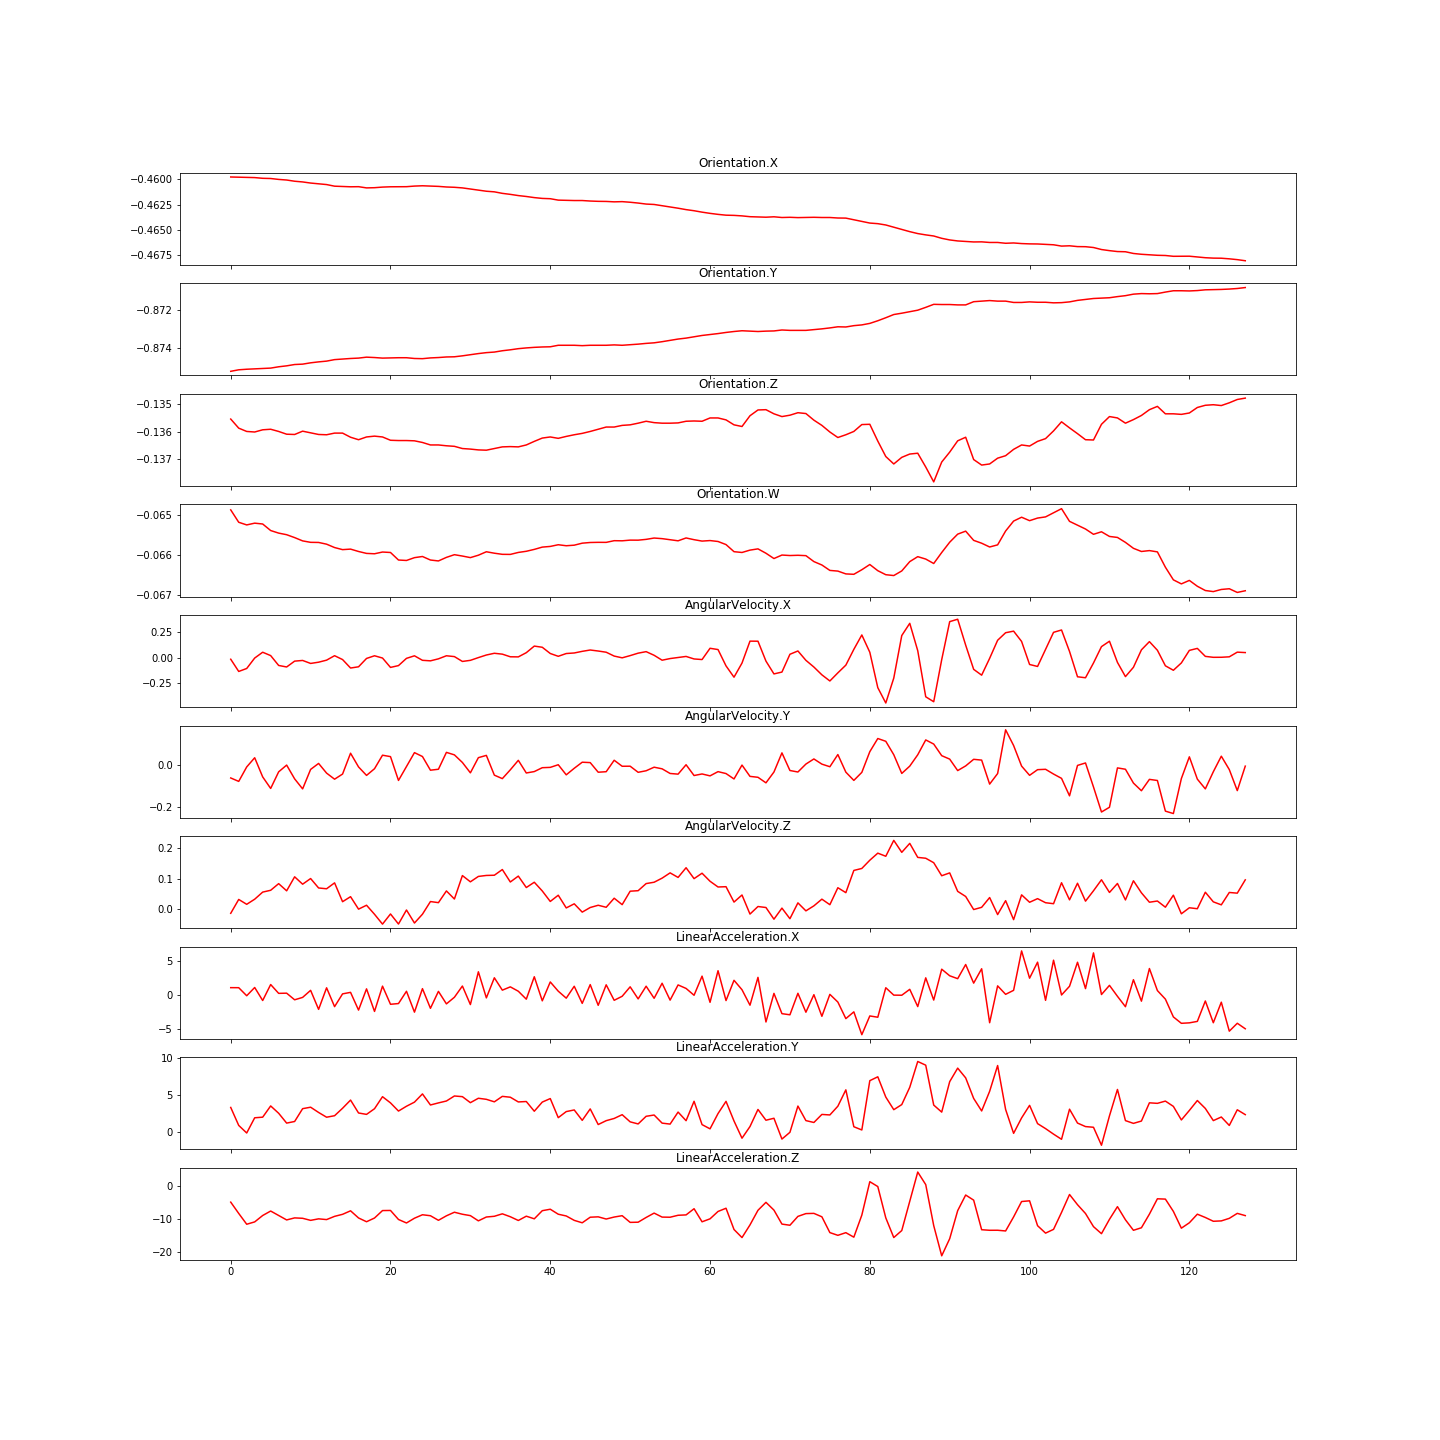 Orientation.X
−0.4600
−0.4625
−0.4650
−0.4675
Orientation.Y
−0.872
−0.874
Orientation.Z
−0.135
−0.136
−0.137
Orientation.W
−0.065
−0.066
−0.067
AngularVelocity.X
0.25
0.00
−0.25
AngularVelocity.Y
0.0
−0.2
AngularVelocity.Z
0.2
0.1
0.0
LinearAcceleration.X
5
0
−5
LinearAcceleration.Y
10
5
0
LinearAcceleration.Z
0
−10
−20
0 20 40 60 80 100 120